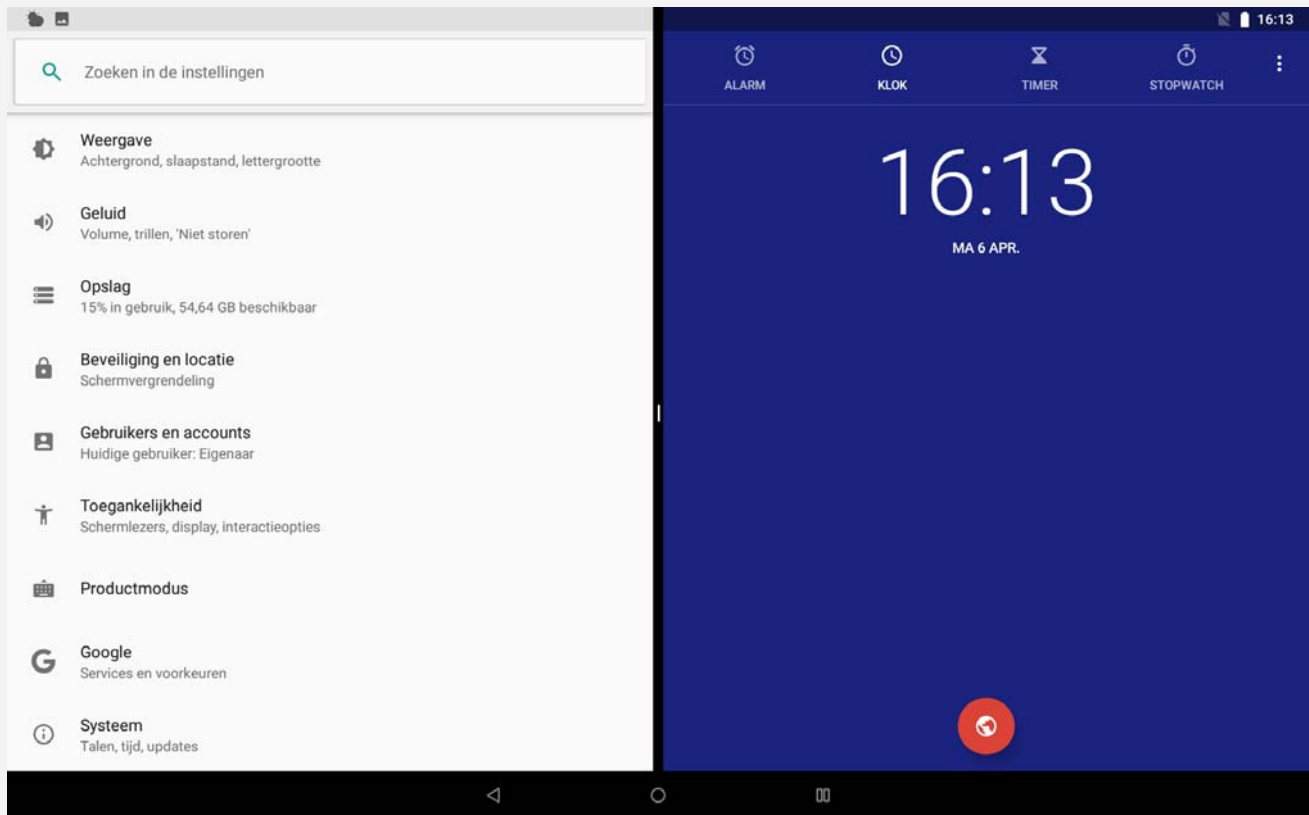 16:13
Zoeken in de instellingen
Weergave
Achtergrond, slaapstand, lettergrootte
Geluid
Volume, trillen, 'Niet storen'
Opslag
15% in gebruik, 54,64 GB beschikbaar
Beveiliging en locatie
Schermvergrendeling
Gebruikers en accounts
Huidige gebruiker: Eigenaar
Toegankelijkheid
Schermlezers, display, interactieopties
Productmodus
Google
Services en voorkeuren
Systeem
Talen, tijd, updates
ALARM
KLOK
TIMER
STOPWATCH
16:13
MA 6 APR.